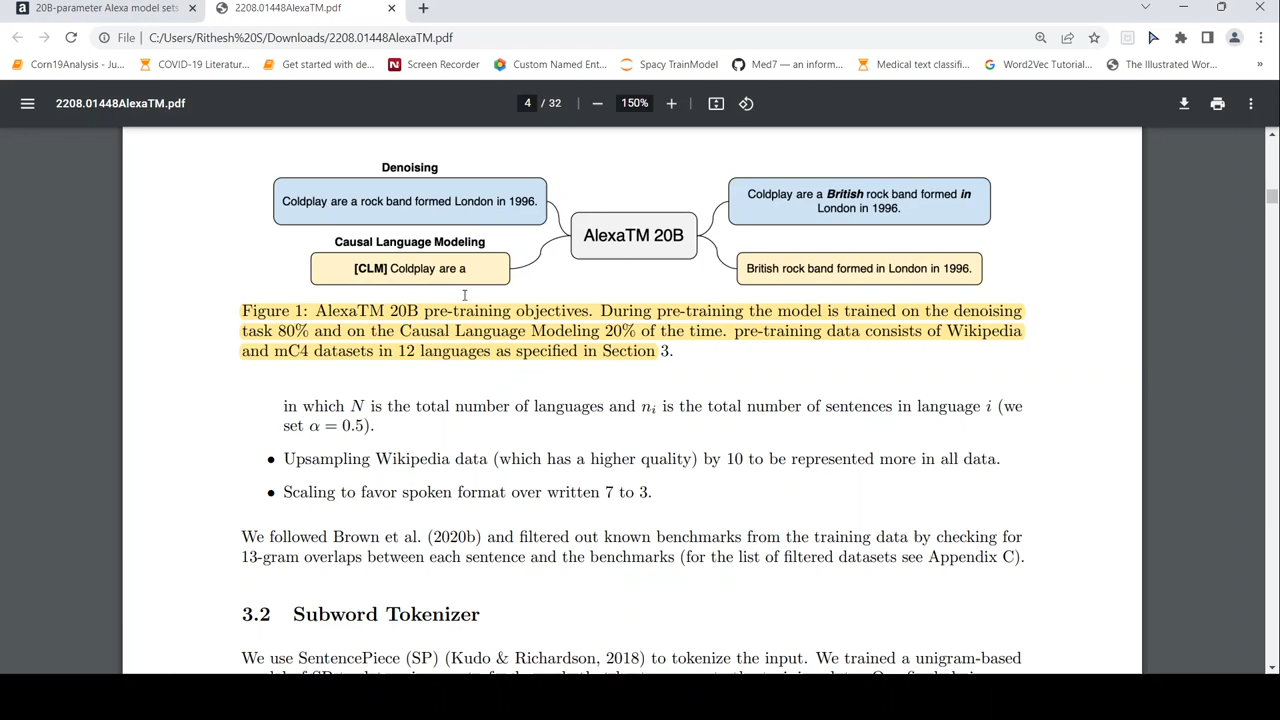 20B-parameter Alexa model sets
2208.01448AlexaTM.pdf
File
C:/Users/Rithesh%20S/Downloads/2208.01448AlexaTM.pdf
Corn19Analysis - Ju...
COVID-19 Literatur...
Get started with de...
Screen Recorder
Custom Named Ent...
Spacy TrainModel
Med7 — an inform...
Medical text classifi...
Word2Vec Tutorial...
The Illustrated Wor...
»
2208.01448AlexaTM.pdf
4 / 32
150%
Denoising
Coldplay are a rock band formed London in 1996.
Causal Language Modeling
[CLM] Coldplay are a
AlexaTM 20B
Coldplay are a British rock band formed in
London in 1996.
British rock band formed in London in 1996.
Figure 1: AlexaTM 20B pre-training objectives. During pre-training the model is trained on the denoising
task 80% and on the Causal Language Modeling 20% of the time. pre-training data consists of Wikipedia
and mC4 datasets in 12 languages as specified in Section 3.
in which N is the total number of languages and nᵢ is the total number of sentences in language i (we
set α = 0.5).
• Upsampling Wikipedia data (which has a higher quality) by 10 to be represented more in all data.
• Scaling to favor spoken format over written 7 to 3.
We followed Brown et al. (2020b) and filtered out known benchmarks from the training data by checking for
13-gram overlaps between each sentence and the benchmarks (for the list of filtered datasets see Appendix C).
3.2 Subword Tokenizer
We use SentencePiece (SP) (Kudo & Richardson, 2018) to tokenize the input. We trained a unigram-based